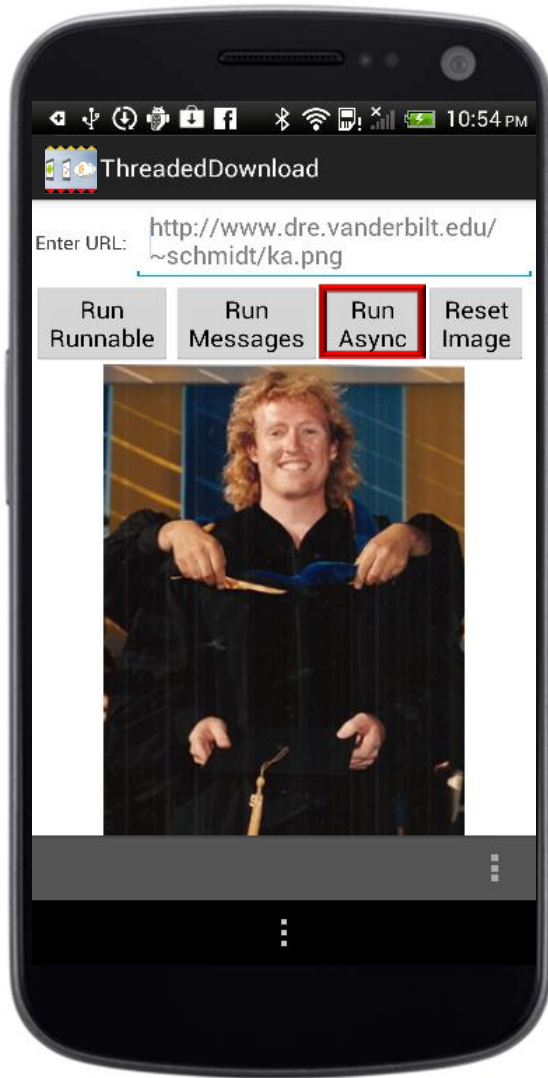 10:54 PM
ThreadedDownload
Enter URL:
http://www.dre.vanderbilt.edu/
~schmidt/ka.png
Run
Runnable
Run
Messages
Run
Async
Reset
Image